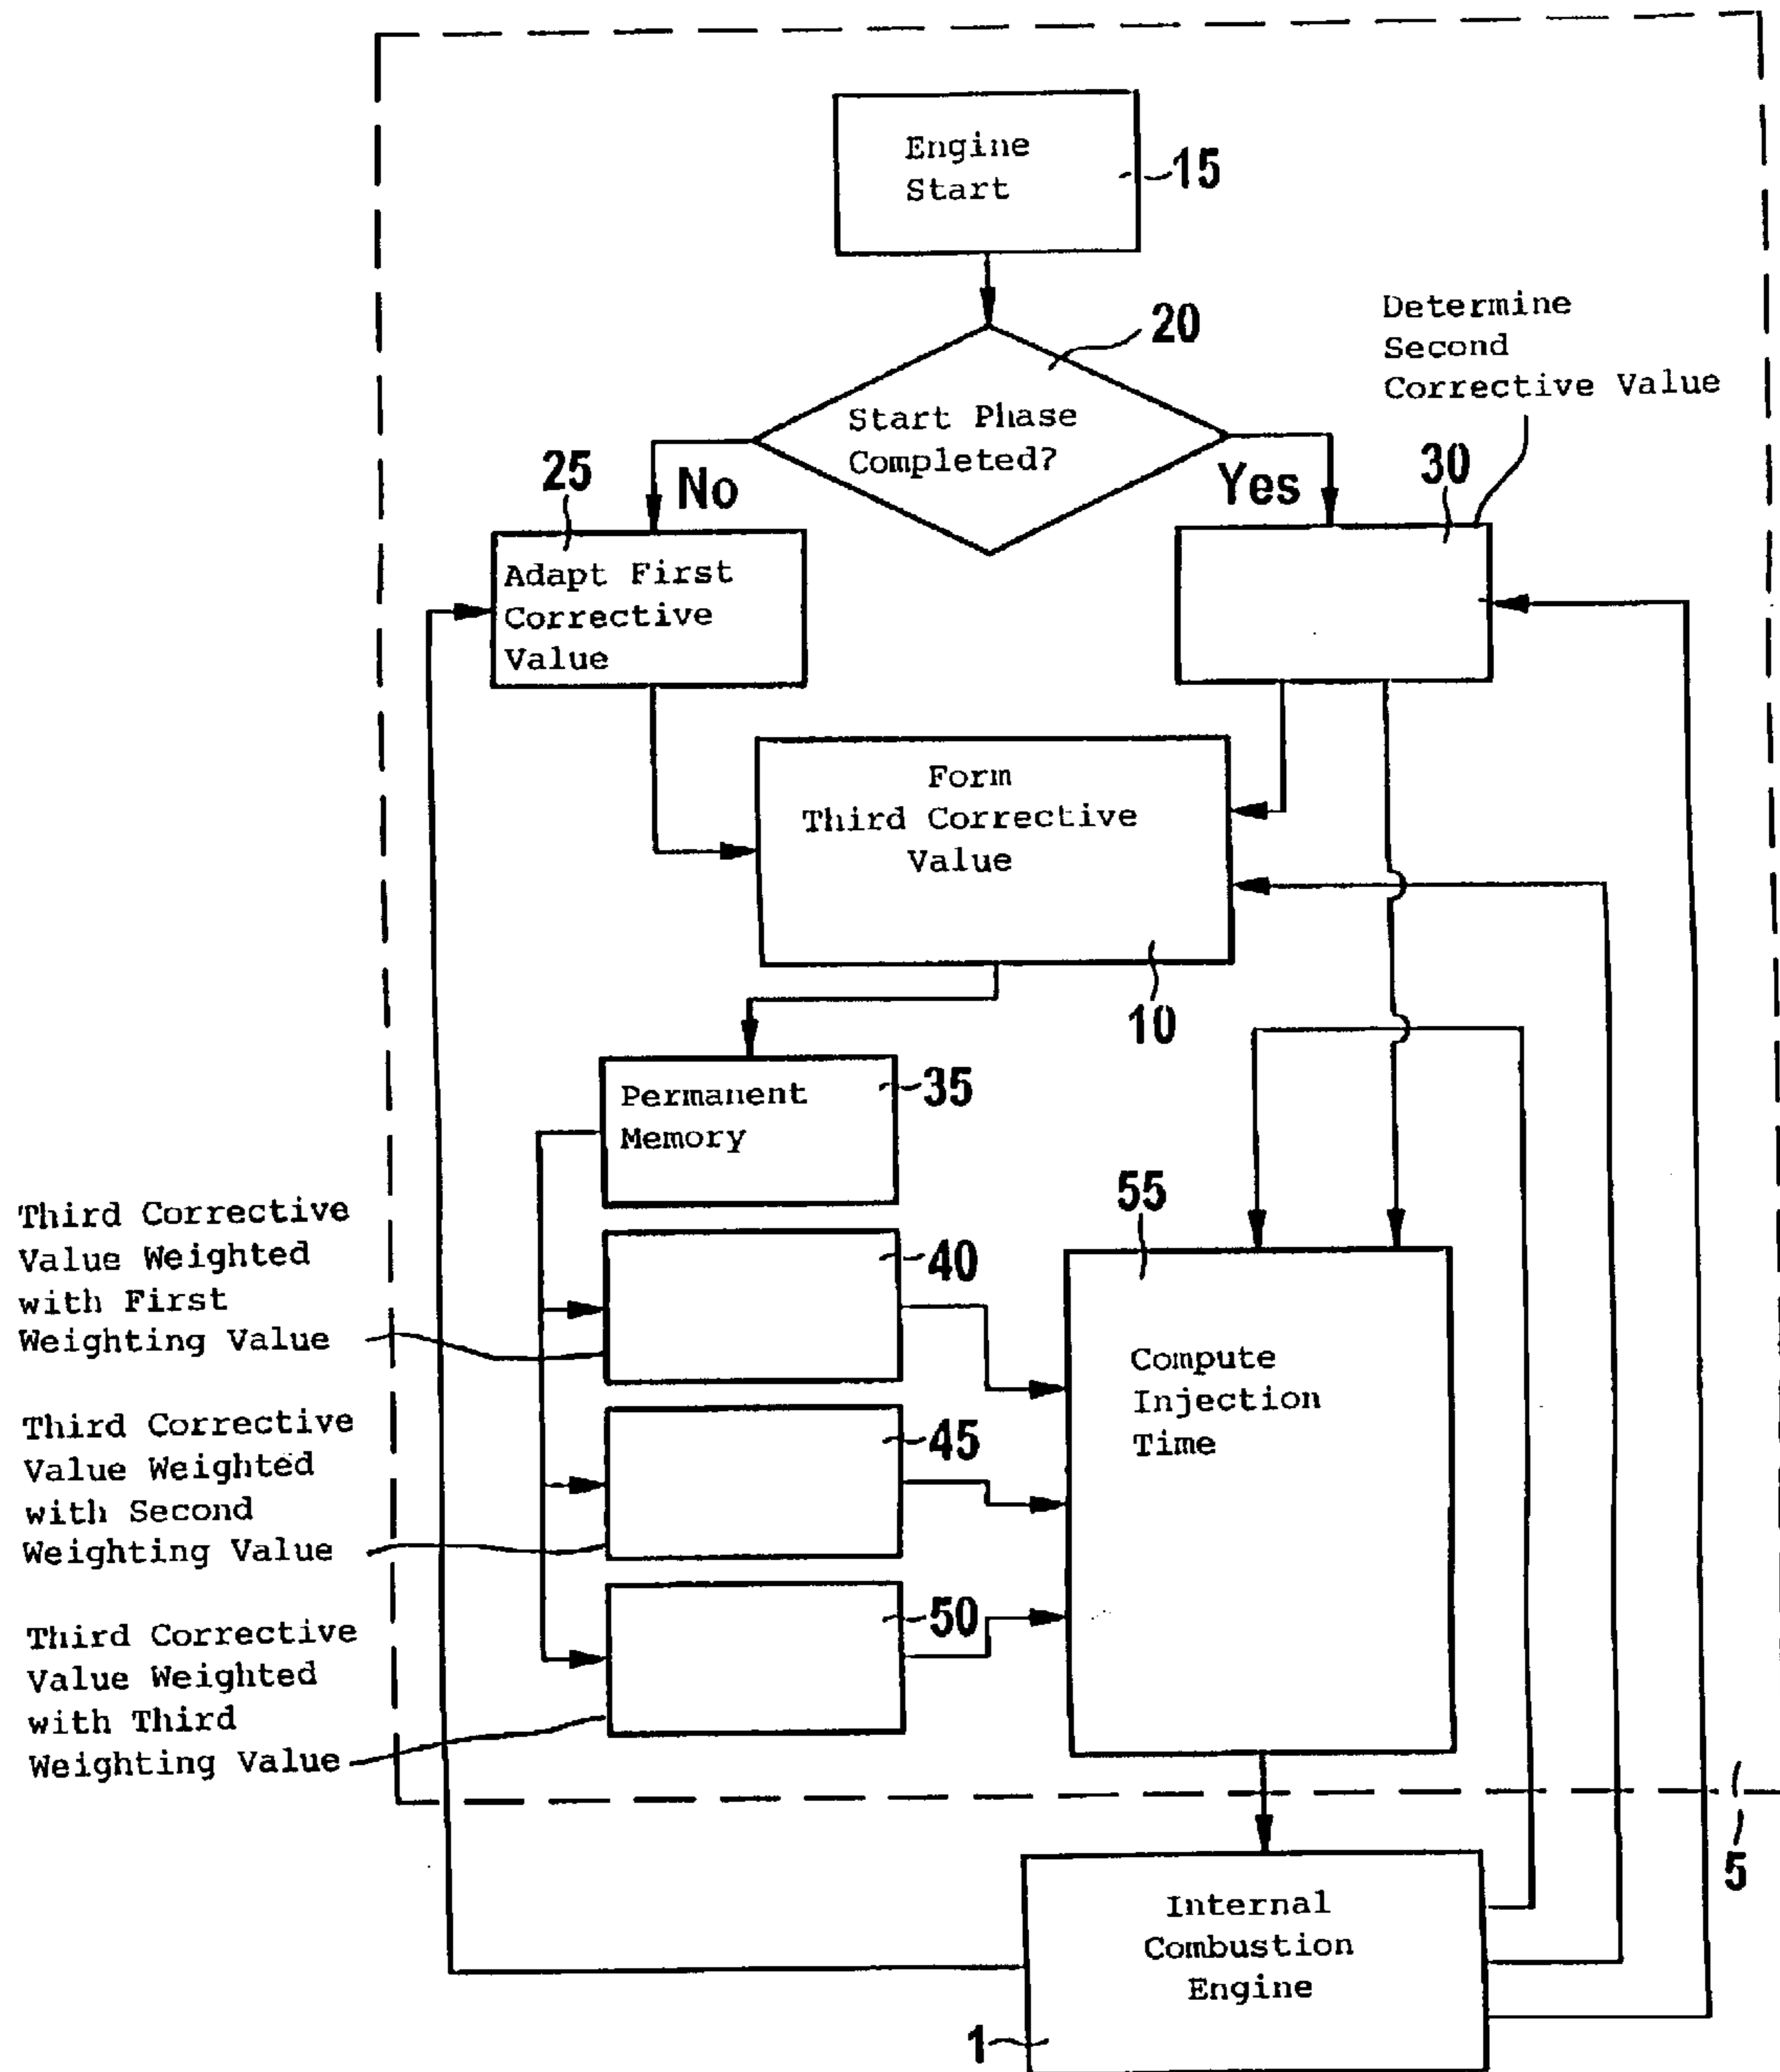 Engine
Start
15
20
Determine
Second
Corrective Value
Start Phase
Completed?
25
No
Yes
30
Adapt First
Corrective
Value
Form
Third Corrective
Value
10
Permanent
Memory
35
Third Corrective
Value Weighted
with First
Weighting Value
40
55
Compute
Injection
Time
Third Corrective
Value Weighted
with Second
Weighting Value
45
Third Corrective
Value Weighted
with Third
Weighting Value
50
5
Internal
Combustion
Engine
1